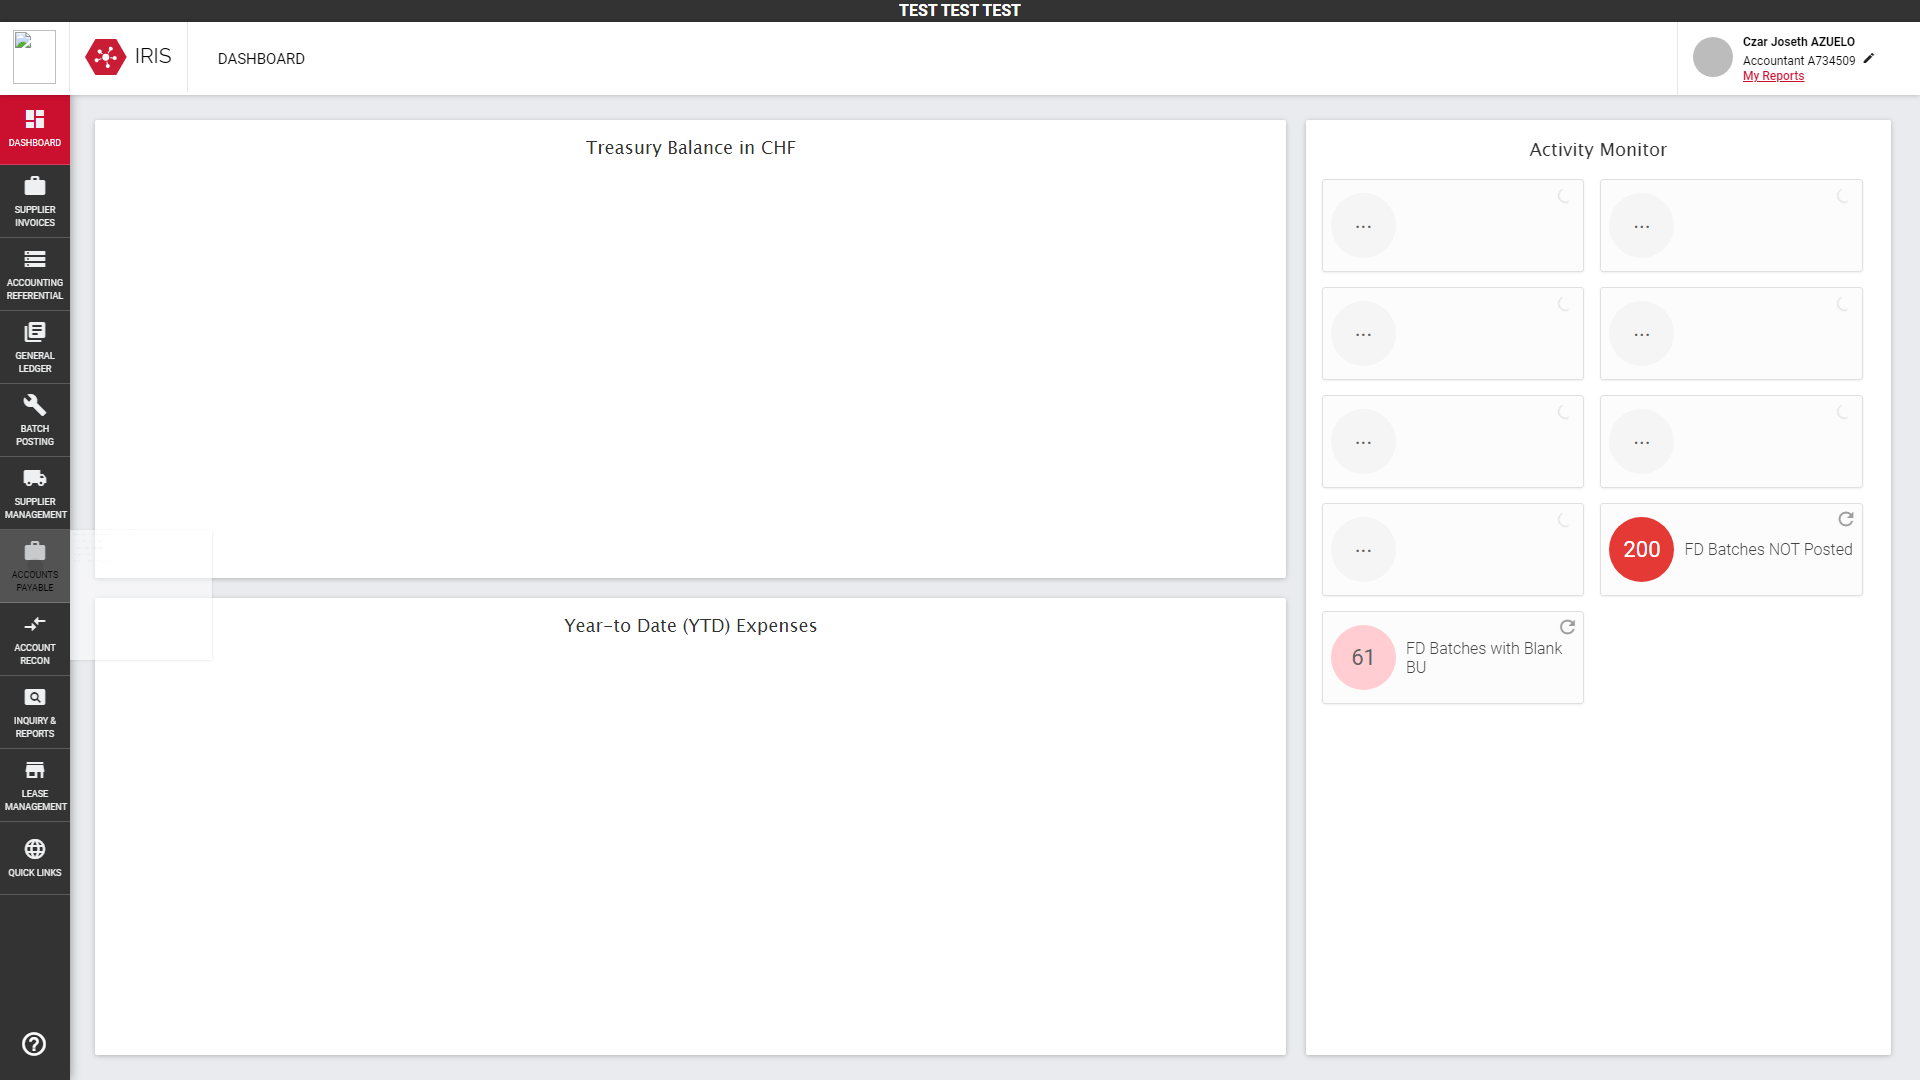 TEST TEST TEST
IRIS
DASHBOARD
Czar Joseth AZUELO
Accountant A734509
My Reports
DASHBOARD
SUPPLIER
INVOICES
ACCOUNTING
REFERENTIAL
GENERAL
LEDGER
BATCH
POSTING
SUPPLIER
MANAGEMENT
ACCOUNTS
PAYABLE
ACCOUNT
RECON
INQUIRY &
REPORTS
LEASE
MANAGEMENT
QUICK LINKS
Treasury Balance in CHF
Year-to Date (YTD) Expenses
Activity Monitor
...
...
...
...
...
...
...
200
FD Batches NOT Posted
61
FD Batches with Blank
BU